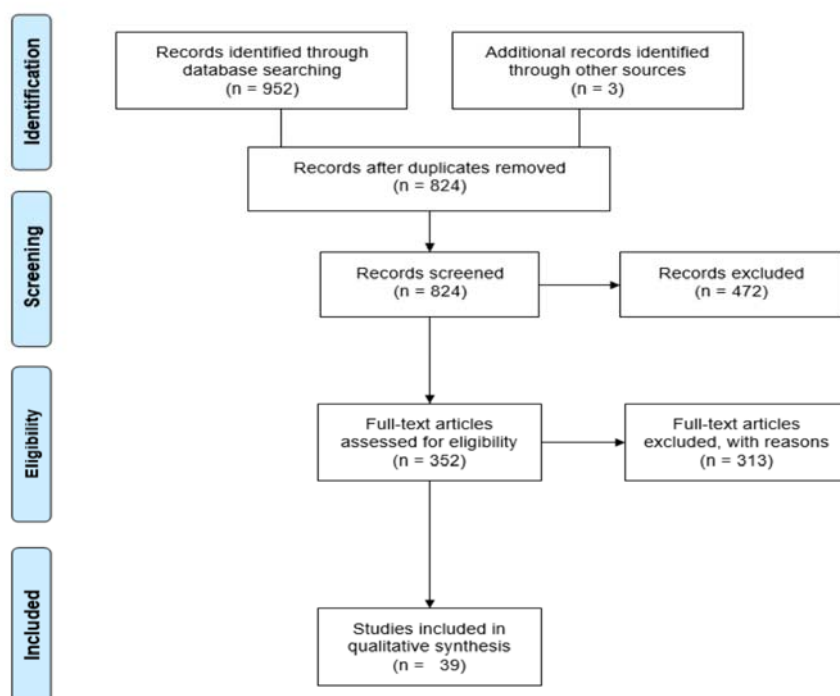 Identification
Records identified through
database searching
(n = 952)
Additional records identified
through other sources
(n = 3)
Records after duplicates removed
(n = 824)
Screening
Records screened
(n = 824)
Records excluded
(n = 472)
Eligibility
Full-text articles
assessed for eligibility
(n = 352)
Full-text articles
excluded, with reasons
(n = 313)
Included
Studies included in
qualitative synthesis
(n = 39)